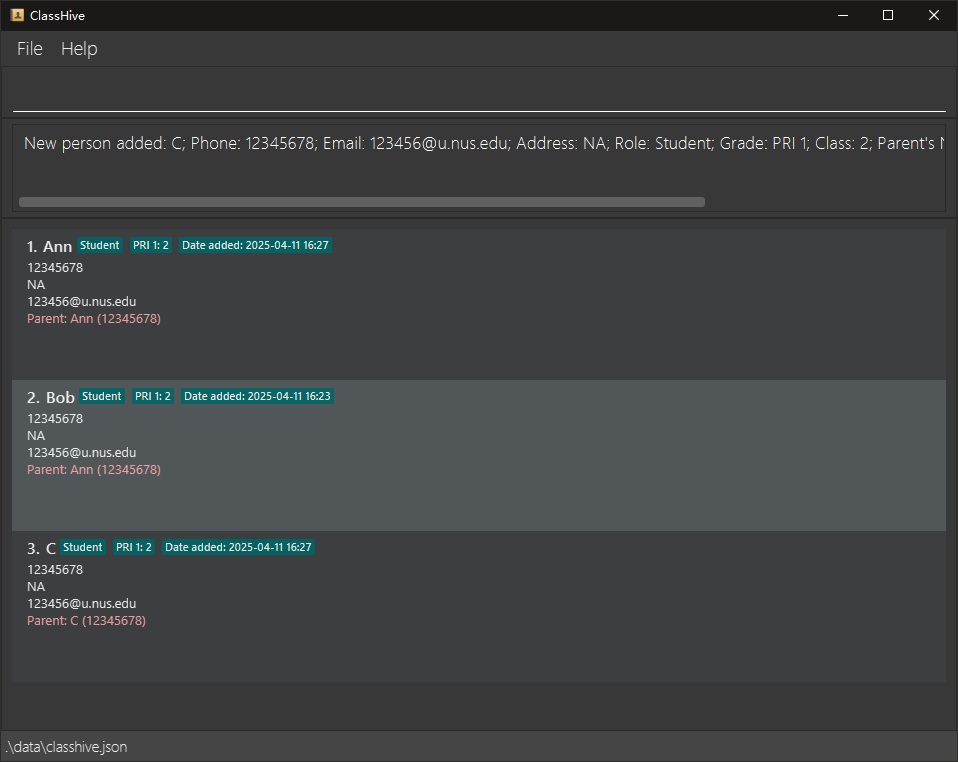 ClassHive
File Help
New person added: C; Phone: 12345678; Email: 123456@u.nus.edu; Address: NA; Role: Student; Grade: PRI 1; Class: 2; Parent's
1. Ann Student PRI 1: 2 Date added: 2025-04-11 16:27
12345678
NA
123456@u.nus.edu
Parent: Ann (12345678)
2. Bob Student PRI 1: 2 Date added: 2025-04-11 16:23
12345678
NA
123456@u.nus.edu
Parent: Ann (12345678)
3. C Student PRI 1: 2 Date added: 2025-04-11 16:27
12345678
NA
123456@u.nus.edu
Parent: C (12345678)
.\data\classhive.json